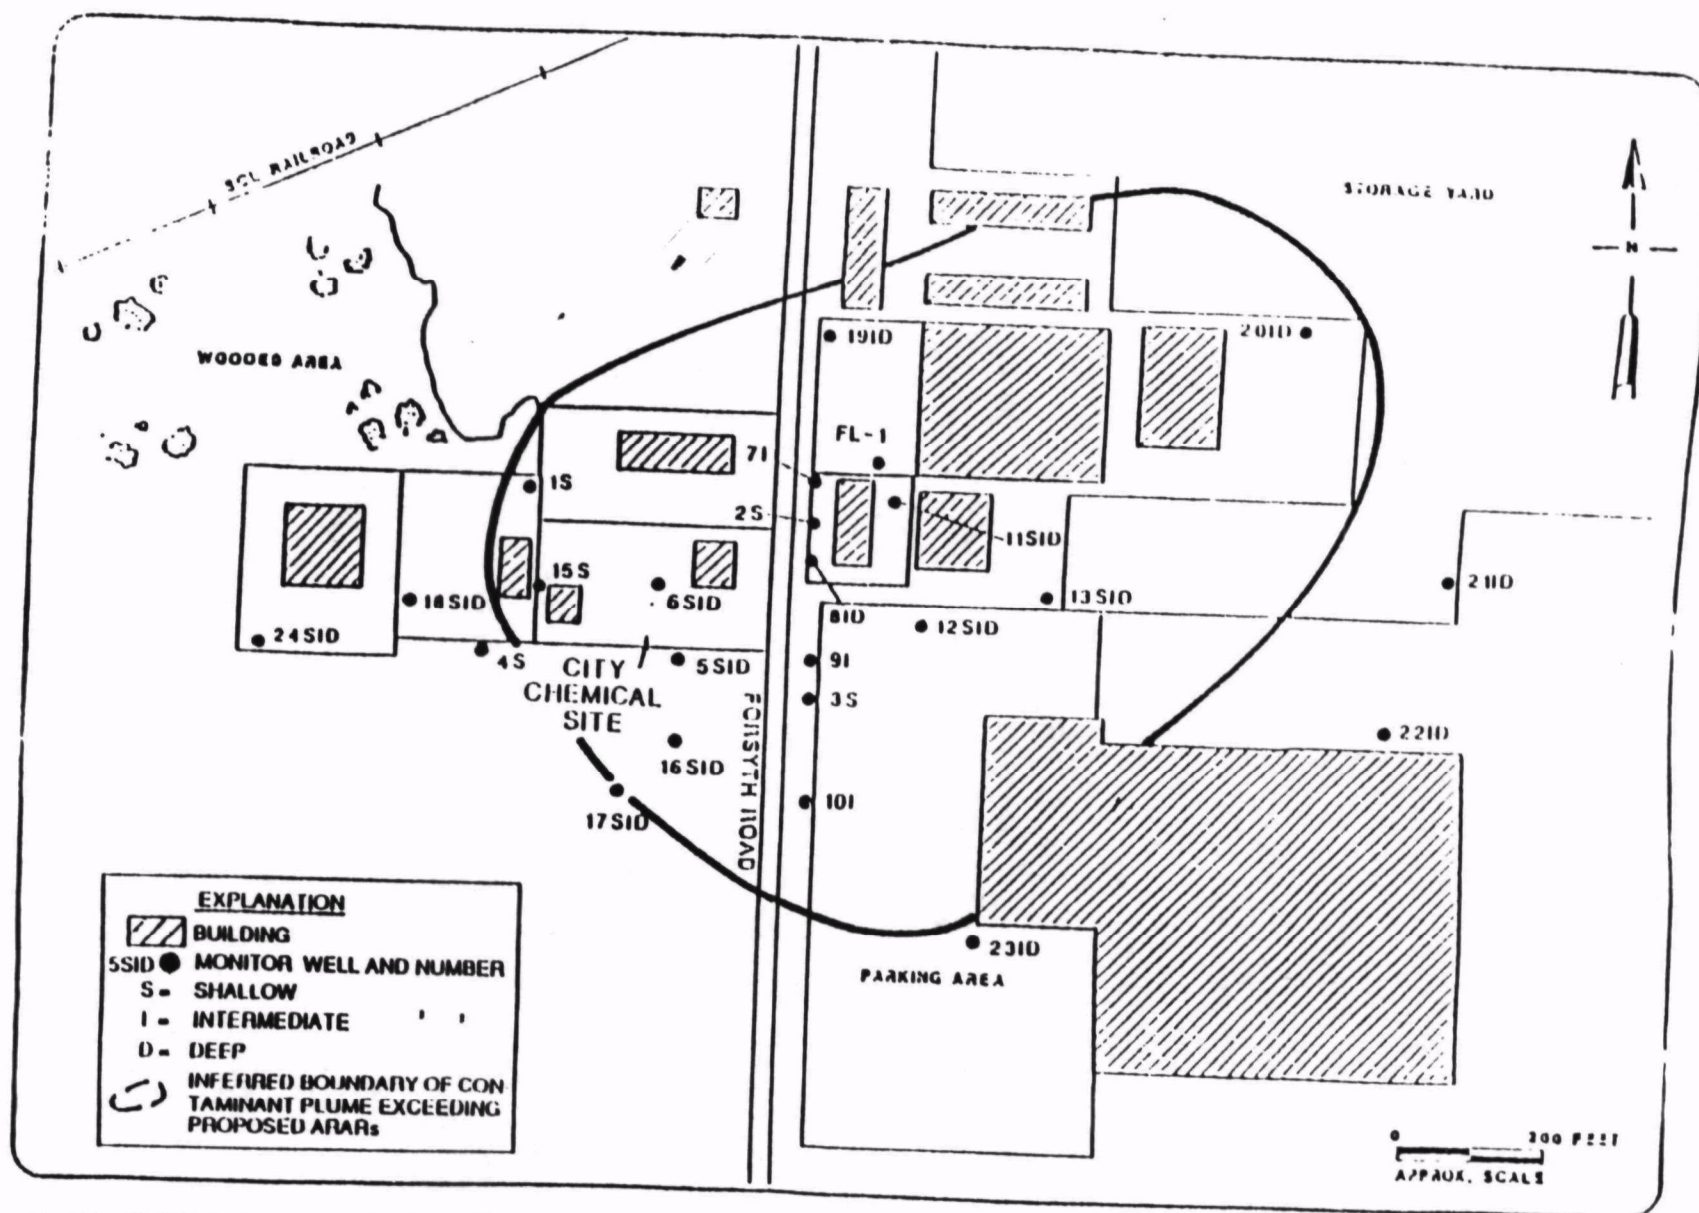 SCL RAILROAD
STORAGE YARD
N
WOODED AREA
19ID
20ID
FL-1
7I
1S
2S
11SID
15S
18SID
6SID
8ID
13SID
21ID
24SID
12SID
4S
5SID
9I
CITY
CHEMICAL
SITE
3S
FORSYTH ROAD
16SID
22ID
10I
17SID
23ID
PARKING AREA
EXPLANATION
BUILDING
5SID MONITOR WELL AND NUMBER
S - SHALLOW
I - INTERMEDIATE ' '
D - DEEP
INFERRED BOUNDARY OF CON
TAMINANT PLUME EXCEEDING
PROPOSED ARARs
0 200 FEET
APPROX. SCALE